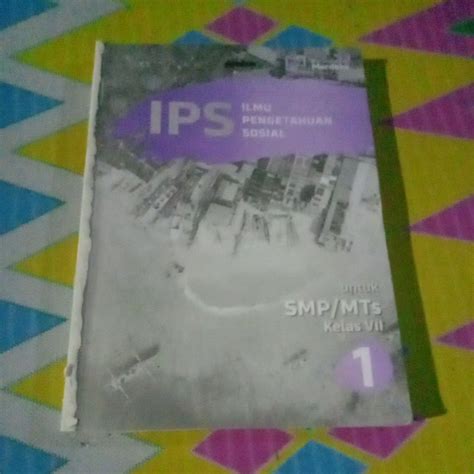 IPS
ILMU
PENGETAHUAN
SOSIAL
untuk
SMP/MTs
Kelas VII
1